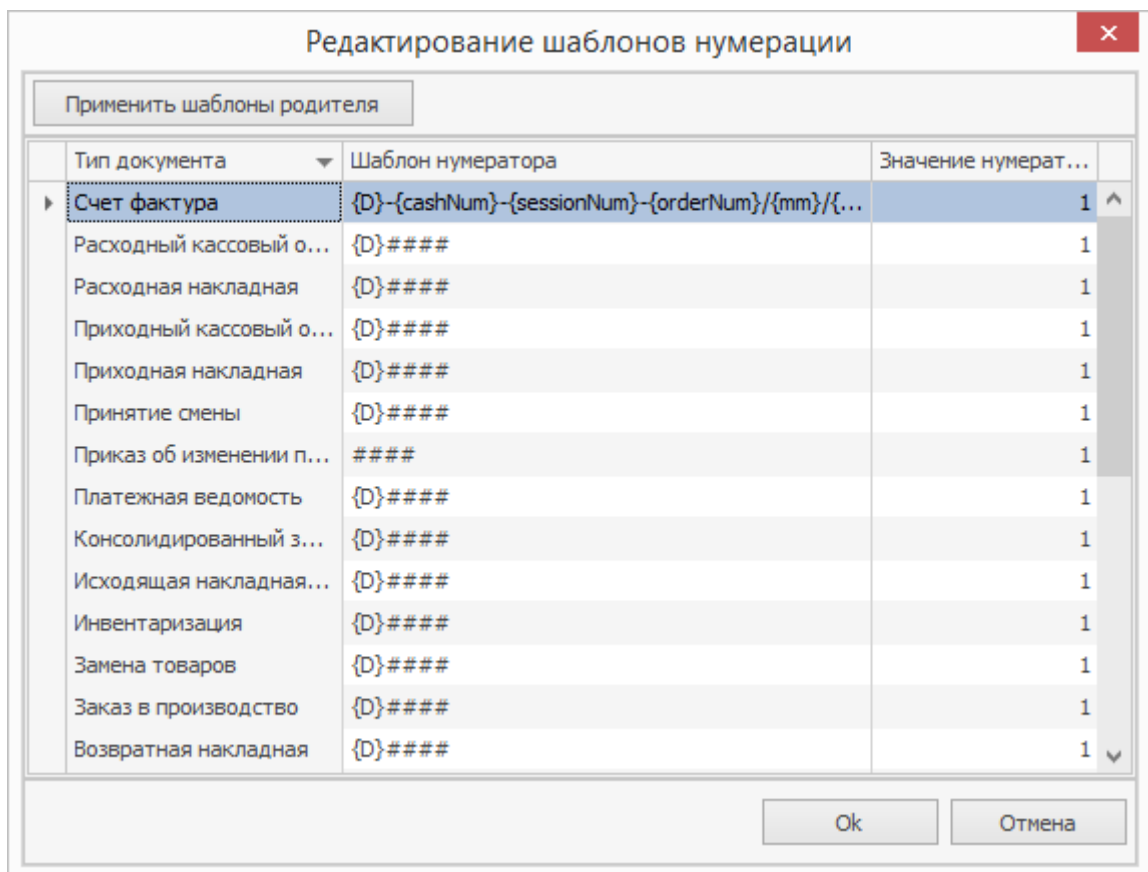 Редактирование шаблонов нумерации
Применить шаблоны родителя
Тип документа Шаблон нумератора Значение нумерат...
Счет фактура {D}-{cashNum}-{sessionNum}-{orderNum}/{mm}/{... 1
Расходный кассовый о... {D}#### 1
Расходная накладная {D}#### 1
Приходный кассовый о... {D}#### 1
Приходная накладная {D}#### 1
Принятие смены {D}#### 1
Приказ об изменении п... #### 1
Платежная ведомость {D}#### 1
Консолидированный з... {D}#### 1
Исходящая накладная... {D}#### 1
Инвентаризация {D}#### 1
Замена товаров {D}#### 1
Заказ в производство {D}#### 1
Возвратная накладная {D}#### 1
Ok Отмена